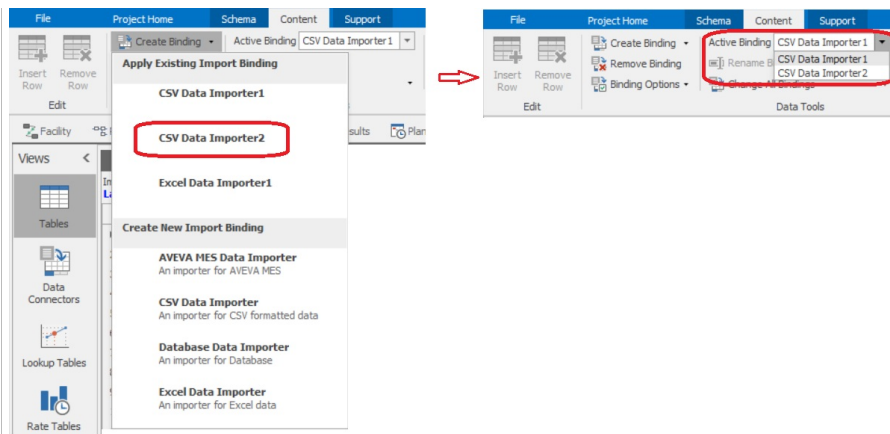 File Project Home Schema Content Support
Create Binding Active Binding CSV Data Importer1
Insert Row
Remove Row
Edit
Apply Existing Import Binding
CSV Data Importer1
CSV Data Importer2
Excel Data Importer1
Create New Import Binding
AVEVA MES Data Importer
An importer for AVEVA MES
CSV Data Importer
An importer for CSV formatted data
Database Data Importer
An importer for Database
Excel Data Importer
An importer for Excel data
Facility
sults
Plan
Views
Tables
Data
Connectors
Lookup Tables
Rate Tables
File Project Home Schema Content Support
Insert Row
Remove Row
Edit
Create Binding
Remove Binding
Binding Options
Active Binding CSV Data Importer1
CSV Data Importer1
CSV Data Importer2
Rename B
Change All Bindings
Data Tools